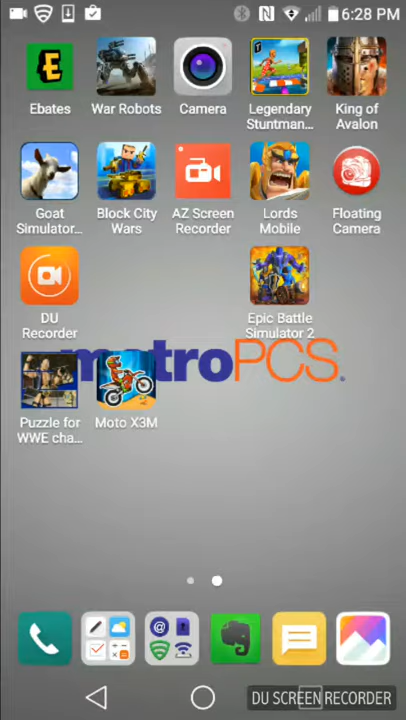 6:28 PM
Ebates
War Robots
Camera
Legendary
Stuntman...
King of
Avalon
Goat
Simulator...
Block City
Wars
AZ Screen
Recorder
Lords
Mobile
Floating
Camera
DU
Recorder
Epic Battle
Simulator 2
metroPCS.
Puzzle for
WWE cha...
Moto X3M
DU SCREEN RECORDER